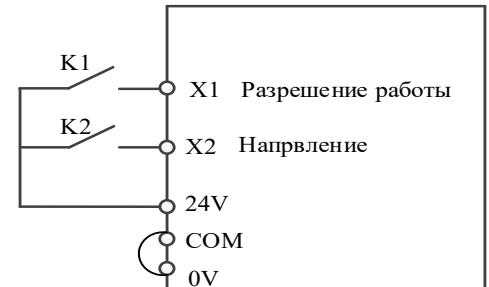 K1
X1 Разрешение работы
K2
X2 Напрвление
24V
COM
0V